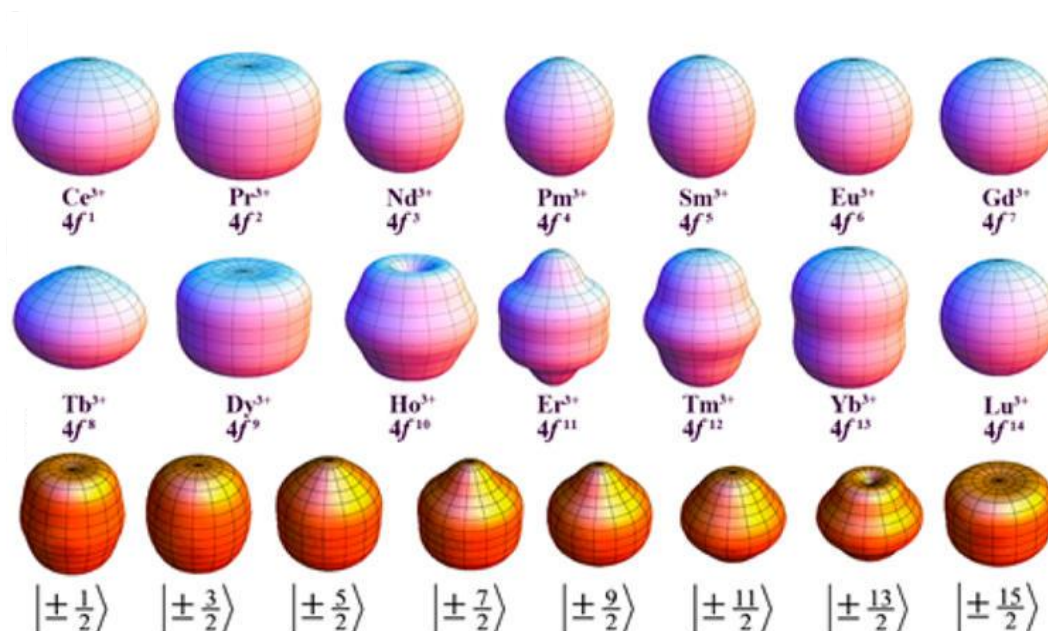 Ce³⁺ Pr³⁺ Nd³⁺ Pm³⁺ Sm³⁺ Eu³⁺ Gd³⁺
4f¹ 4f² 4f³ 4f⁴ 4f⁵ 4f⁶ 4f⁷
Tb³⁺ Dy³⁺ Ho³⁺ Er³⁺ Tm³⁺ Yb³⁺ Lu³⁺
4f⁸ 4f⁹ 4f¹⁰ 4f¹¹ 4f¹² 4f¹³ 4f¹⁴
|± 1/2⟩ |± 3/2⟩ |± 5/2⟩ |± 7/2⟩ |± 9/2⟩ |± 11/2⟩ |± 13/2⟩ |± 15/2⟩